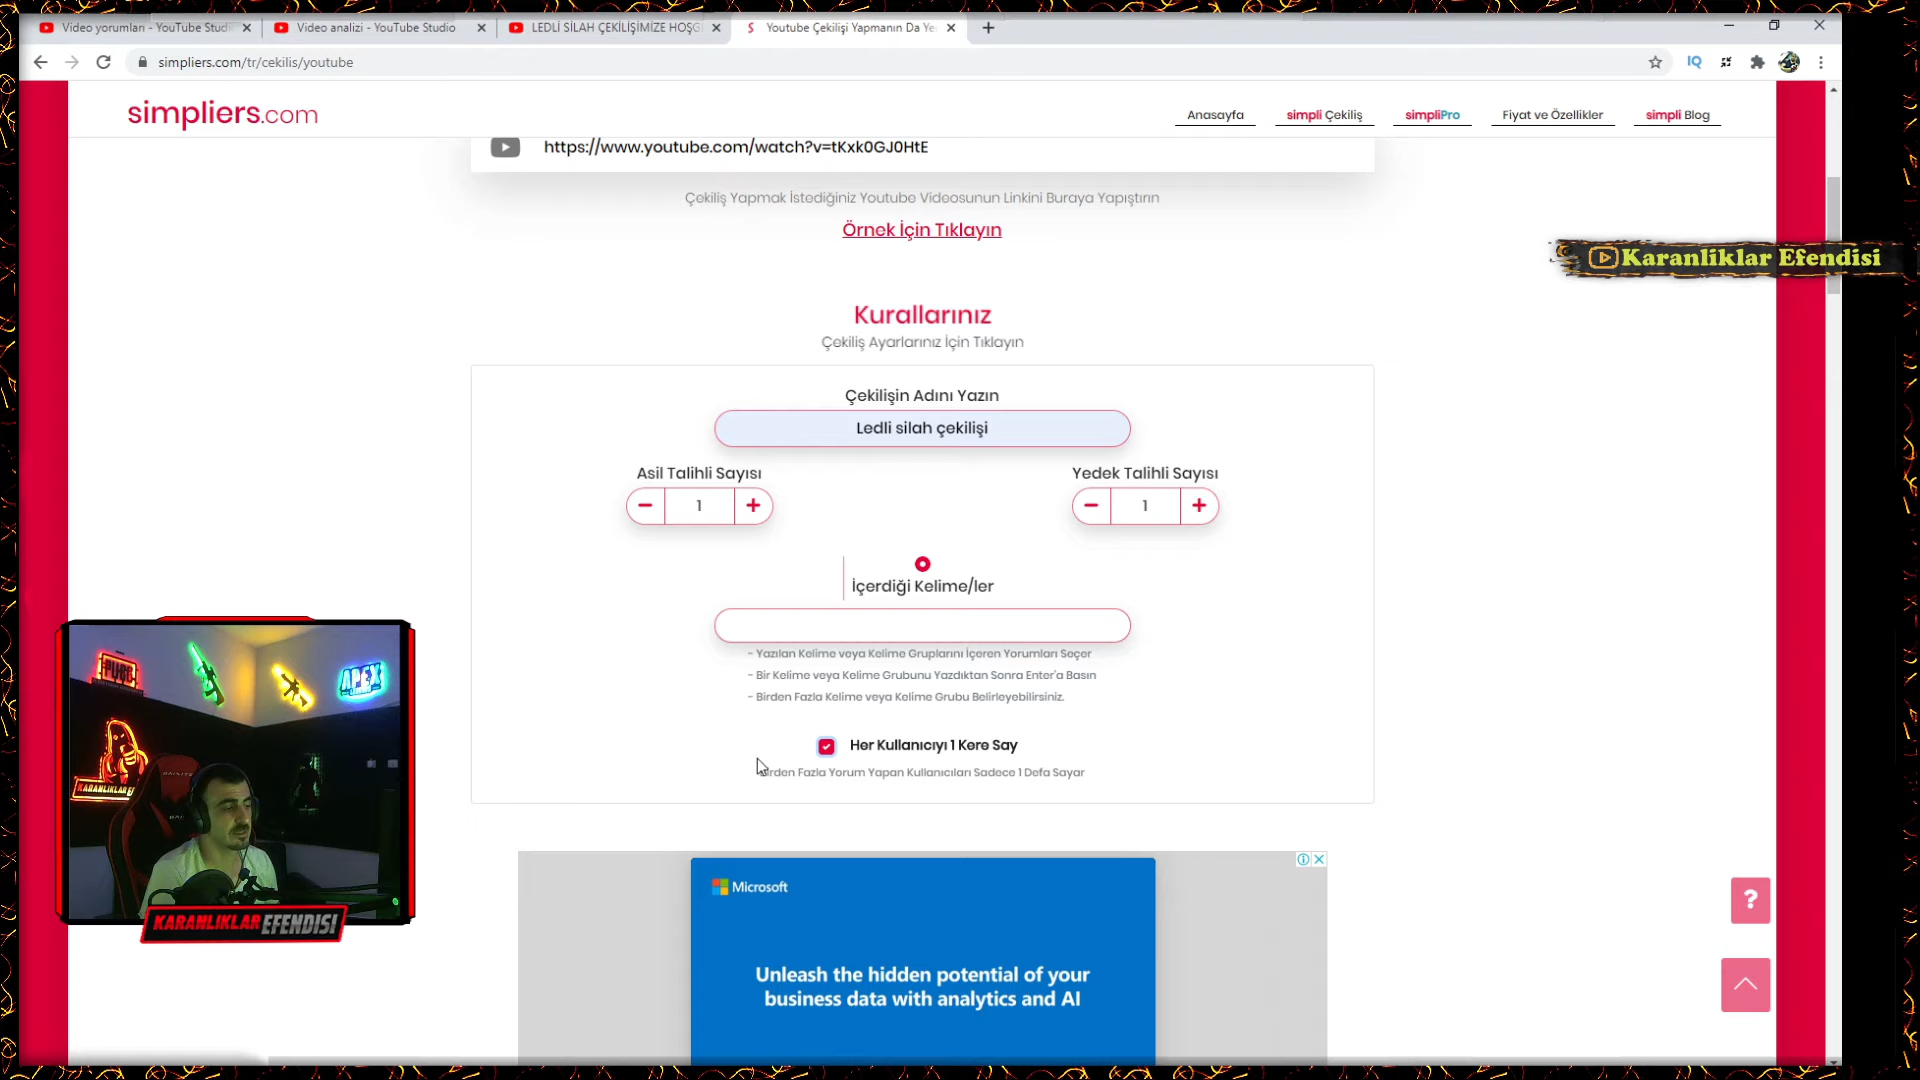 Video yorumları - YouTube Studi
Video analizi - YouTube Studio
LEDLİ SİLAH ÇEKİLİŞİMİZE HOŞG
Youtube Çekilişi Yapmanın Da Ye
simpliers.com/tr/cekilis/youtube
IQ
simpliers.com
Anasayfa
simpli Çekiliş
simpliPro
Fiyat ve Özellikler
simpli Blog
https://www.youtube.com/watch?v=tKxk0GJ0HtE
Çekiliş Yapmak İstediğiniz Youtube Videosunun Linkini Buraya Yapıştırın
Örnek İçin Tıklayın
Karanliklar Efendisi
Kurallarınız
Çekiliş Ayarlarınız İçin Tıklayın
Çekilişin Adını Yazın
Ledli silah çekilişi
Asil Talihli Sayısı
Yedek Talihli Sayısı
1
1
İçerdiği Kelime/ler
- Yazılan Kelime veya Kelime Gruplarını İçeren Yorumları Seçer
- Bir Kelime veya Kelime Grubunu Yazdıktan Sonra Enter'a Basın
- Birden Fazla Kelime veya Kelime Grubu Belirleyebilirsiniz.
Her Kullanıcıyı 1 Kere Say
Birden Fazla Yorum Yapan Kullanıcıları Sadece 1 Defa Sayar
PUBG
APEX
KARANLIKLAR EFENDISI
Microsoft
Unleash the hidden potential of your
business data with analytics and AI
?